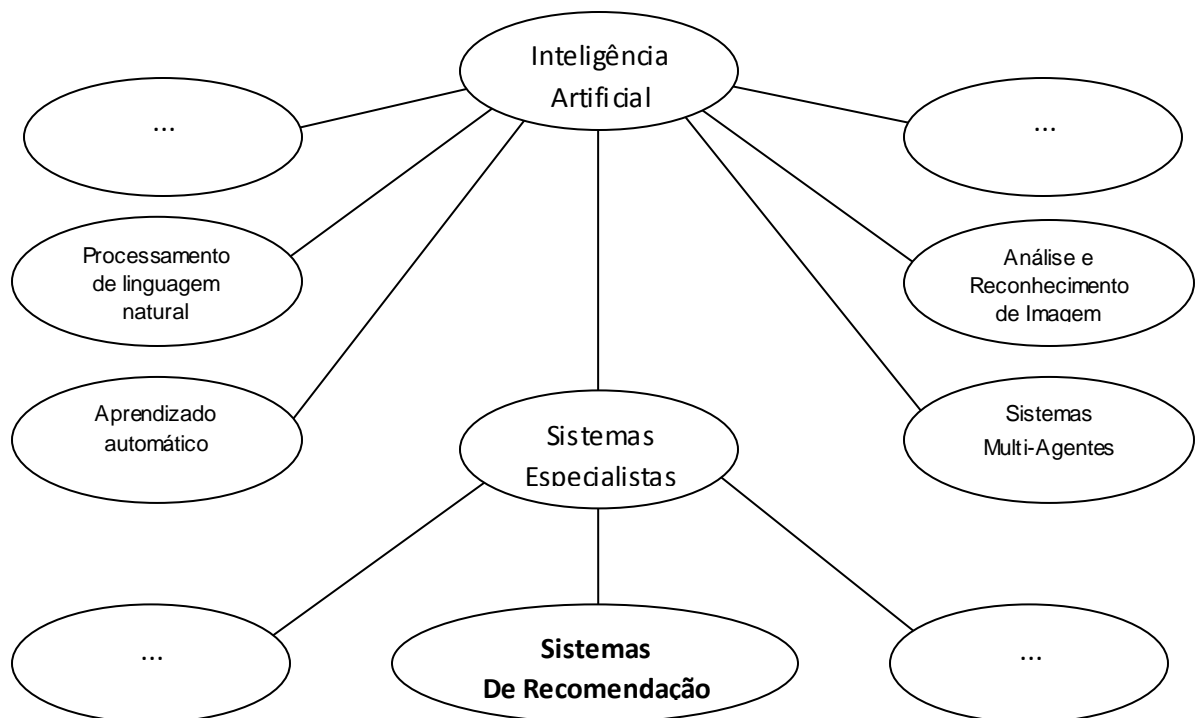 Inteligência
Artificial
...
...
Processamento
de linguagem
natural
Análise e
Reconhecimento
de Imagem
Aprendizado
automático
Sistemas
Especialistas
Sistemas
Multi-Agentes
...
Sistemas
De Recomendação
...